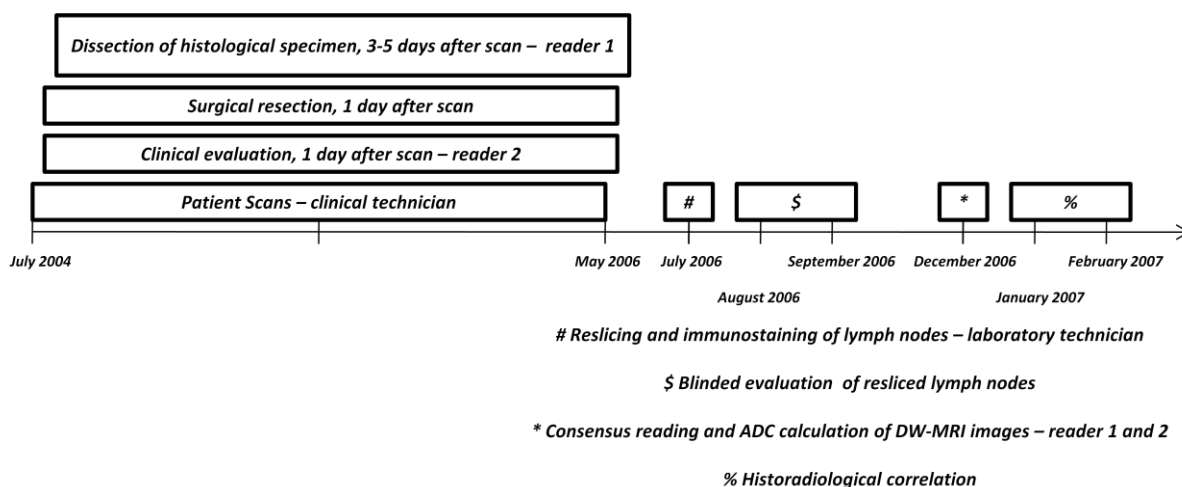 Dissection of histological specimen, 3-5 days after scan – reader 1
Surgical resection, 1 day after scan
Clinical evaluation, 1 day after scan – reader 2
Patient Scans – clinical technician
#
$
*
%
July 2004
May 2006
July 2006
September 2006
December 2006
February 2007
August 2006
January 2007
# Reslicing and immunostaining of lymph nodes – laboratory technician
$ Blinded evaluation of resliced lymph nodes
* Consensus reading and ADC calculation of DW-MRI images – reader 1 and 2
% Historadiological correlation